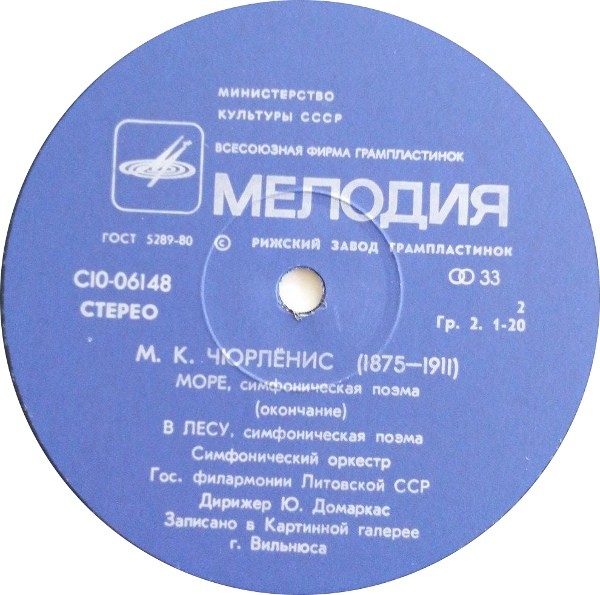 МИНИСТЕРСТВО
КУЛЬТУРЫ СССР
ВСЕСОЮЗНАЯ ФИРМА ГРАМПЛАСТИНОК
МЕЛОДИЯ
ГОСТ 5289-80 © РИЖСКИЙ ЗАВОД ГРАМПЛАСТИНОК
С10-06148
СТЕРЕО
33
2
Гр. 2. 1-20
М. К. ЧЮРЛЁНИС (1875—1911)
МОРЕ, симфоническая поэма
(окончание)
В ЛЕСУ, симфоническая поэма
Симфонический оркестр
Гос. филармонии Литовской ССР
Дирижер Ю. Домаркас
Записано в Картинной галерее
г. Вильнюса